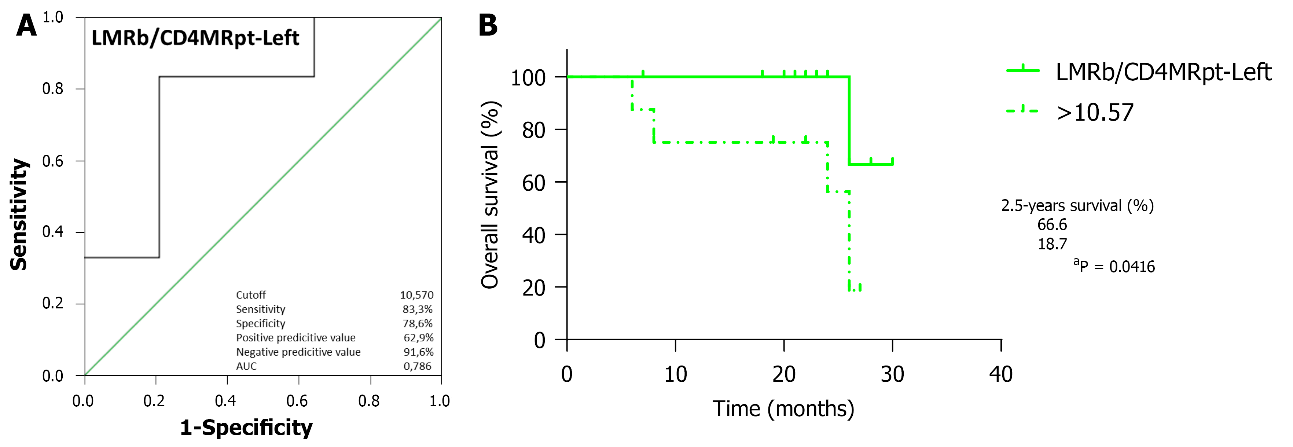 A
LMRb/CD4MRpt-Left
1.0
0.8
0.6
0.4
0.2
0.0
Sensitivity
Cutoff 10,570
Sensitivity 83,3%
Specificity 78,6%
Positive predicitive value 62,9%
Negative predicitive value 91,6%
AUC 0,786
0.0 0.2 0.4 0.6 0.8 1.0
1-Specificity
B
100
80
60
40
20
0
Overall survival (%)
0 10 20 30 40
Time (months)
LMRb/CD4MRpt-Left
>10.57
2.5-years survival (%)
66.6
18.7
aP = 0.0416